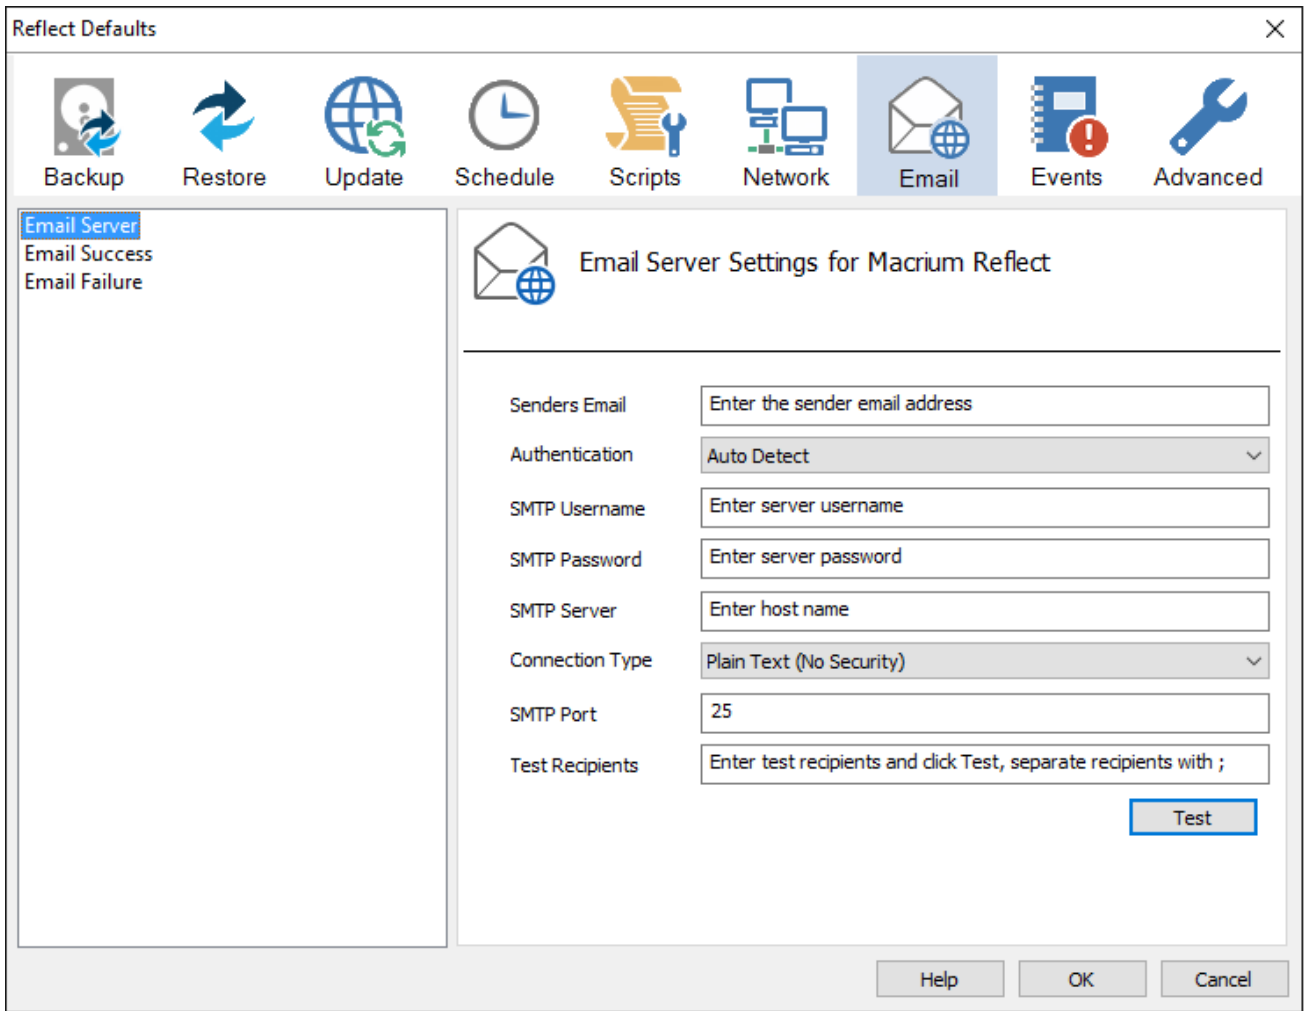 Reflect Defaults
Backup Restore Update Schedule Scripts Network Email Events Advanced
Email Server
Email Success
Email Failure
Email Server Settings for Macrium Reflect
Senders Email Enter the sender email address
Authentication Auto Detect
SMTP Username Enter server username
SMTP Password Enter server password
SMTP Server Enter host name
Connection Type Plain Text (No Security)
SMTP Port 25
Test Recipients Enter test recipients and click Test, separate recipients with ;
Test
Help OK Cancel